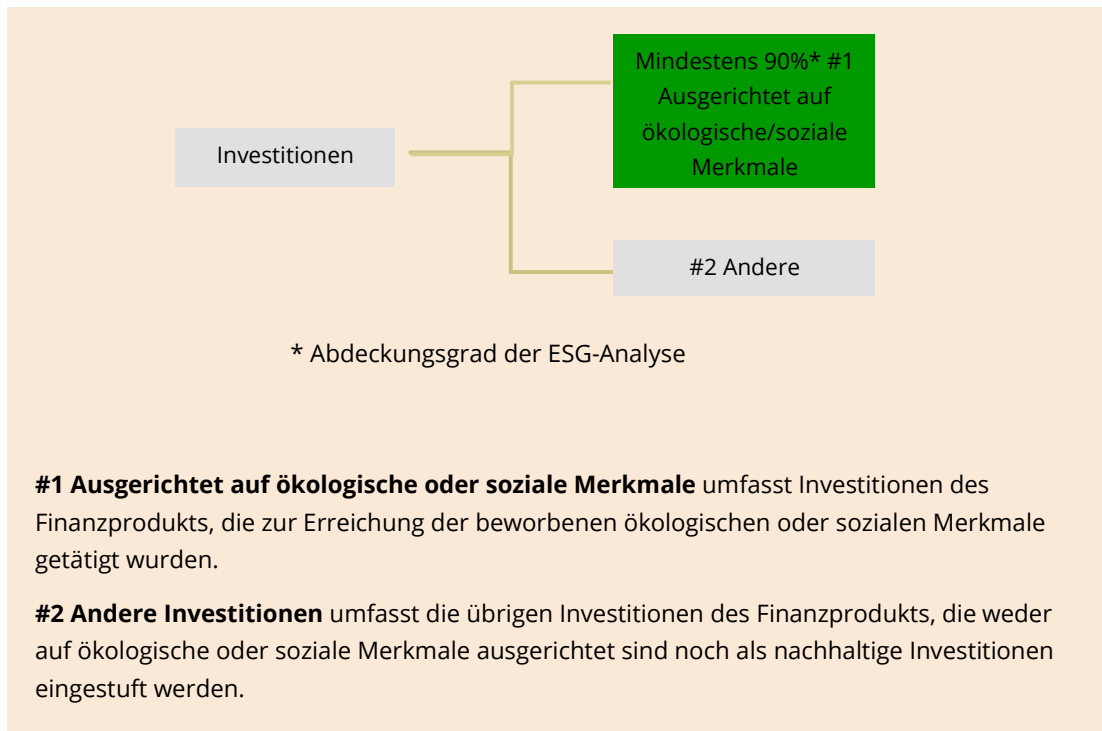 Mindestens 90%* #1
Ausgerichtet auf
ökologische/soziale
Merkmale
Investitionen
#2 Andere
* Abdeckungsgrad der ESG-Analyse
#1 Ausgerichtet auf ökologische oder soziale Merkmale umfasst Investitionen des
Finanzprodukts, die zur Erreichung der beworbenen ökologischen oder sozialen Merkmale
getätigt wurden.
#2 Andere Investitionen umfasst die übrigen Investitionen des Finanzprodukts, die weder
auf ökologische oder soziale Merkmale ausgerichtet sind noch als nachhaltige Investitionen
eingestuft werden.